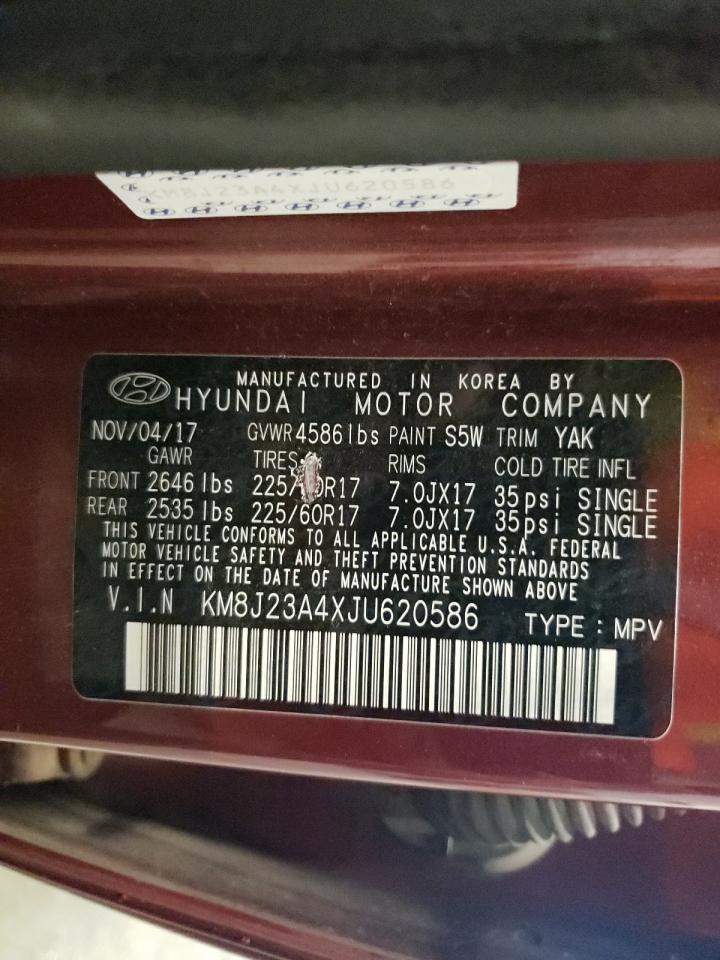 KM8J23A4XJU620586
MANUFACTURED IN KOREA BY
HYUNDAI MOTOR COMPANY
NOV/04/17 GVWR 4586 lbs PAINT S5W TRIM YAK
GAWR TIRES RIMS COLD TIRE INFL
FRONT 2646 lbs 7.0JX17 35psi SINGLE
REAR 2535 lbs 225/60R17 7.0JX17 35psi SINGLE
THIS VEHICLE CONFORMS TO ALL APPLICABLE U.S.A. FEDERAL
MOTOR VEHICLE SAFETY AND THEFT PREVENTION STANDARDS
IN EFFECT ON THE DATE OF MANUFACTURE SHOWN ABOVE
V.I.N KM8J23A4XJU620586 TYPE : MPV